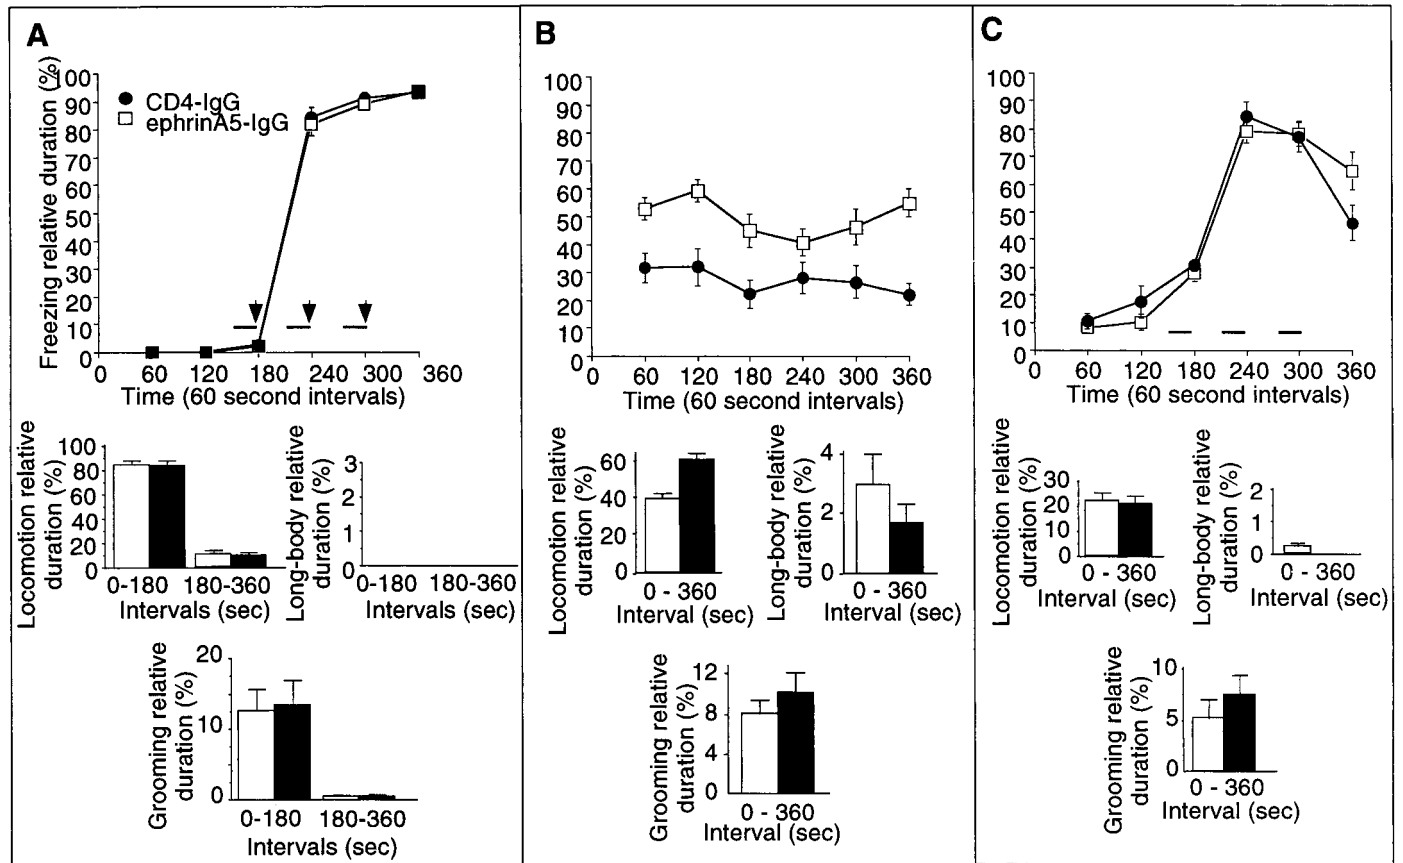 A
Freezing relative duration (%)
100
90
80
70
60
50
40
30
20
10
0
CD4-IgG
ephrinA5-IgG
0 60 120 180 240 300 360
Time (60 second intervals)
Locomotion relative
duration (%)
100
80
60
40
20
0
0-180 180-360
Intervals (sec)
Long-body relative
duration (%)
3
2
1
0
0-180 180-360
Intervals (sec)
Grooming relative
duration (%)
20
10
0
0-180 180-360
Intervals (sec)
B
100
90
80
70
60
50
40
30
20
10
0
0 60 120 180 240 300 360
Time (60 second intervals)
Locomotion relative
duration (%)
60
40
20
0
0 - 360
Interval (sec)
Long-body relative
duration (%)
4
2
0
0 - 360
Interval (sec)
Grooming relative
duration (%)
12
8
4
0
0 - 360
Interval (sec)
C
100
90
80
70
60
50
40
30
20
10
0
0 60 120 180 240 300 360
Time (60 second intervals)
Locomotion relative
duration (%)
30
20
10
0
0 - 360
Interval (sec)
Long-body relative
duration (%)
2
1
0
0 - 360
Interval (sec)
Grooming relative
duration (%)
10
5
0
0 - 360
Interval (sec)